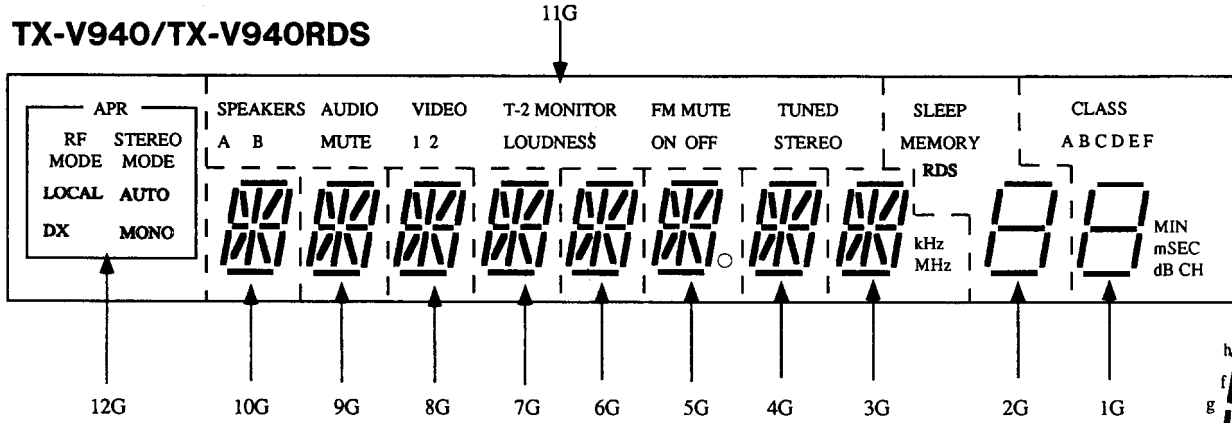 11G
TX-V940/TX-V940RDS
APR SPEAKERS AUDIO VIDEO T-2 MONITOR FM MUTE TUNED SLEEP CLASS
RF STEREO A B MUTE 1 2 LOUDNESS ON OFF STEREO MEMORY A B C D E F
MODE MODE RDS
LOCAL AUTO
DX MONO
kHz MIN
MHz mSEC
dB CH
h
f
g
12G 10G 9G 8G 7G 6G 5G 4G 3G 2G 1G